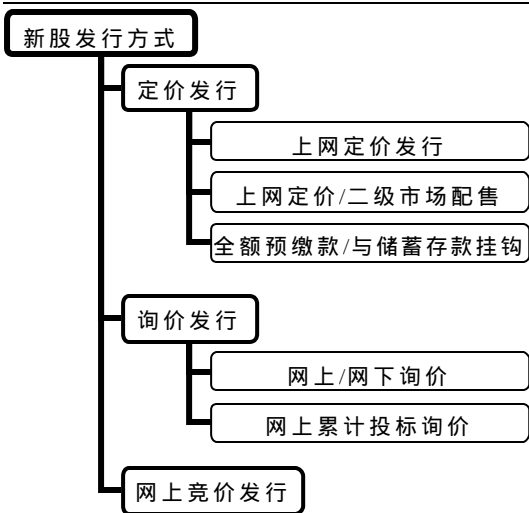 新股发行方式
定价发行
上网定价发行
上网定价/二级市场配售
全额预缴款/与储蓄存款挂钩
询价发行
网上/网下询价
网上累计投标询价
网上竞价发行